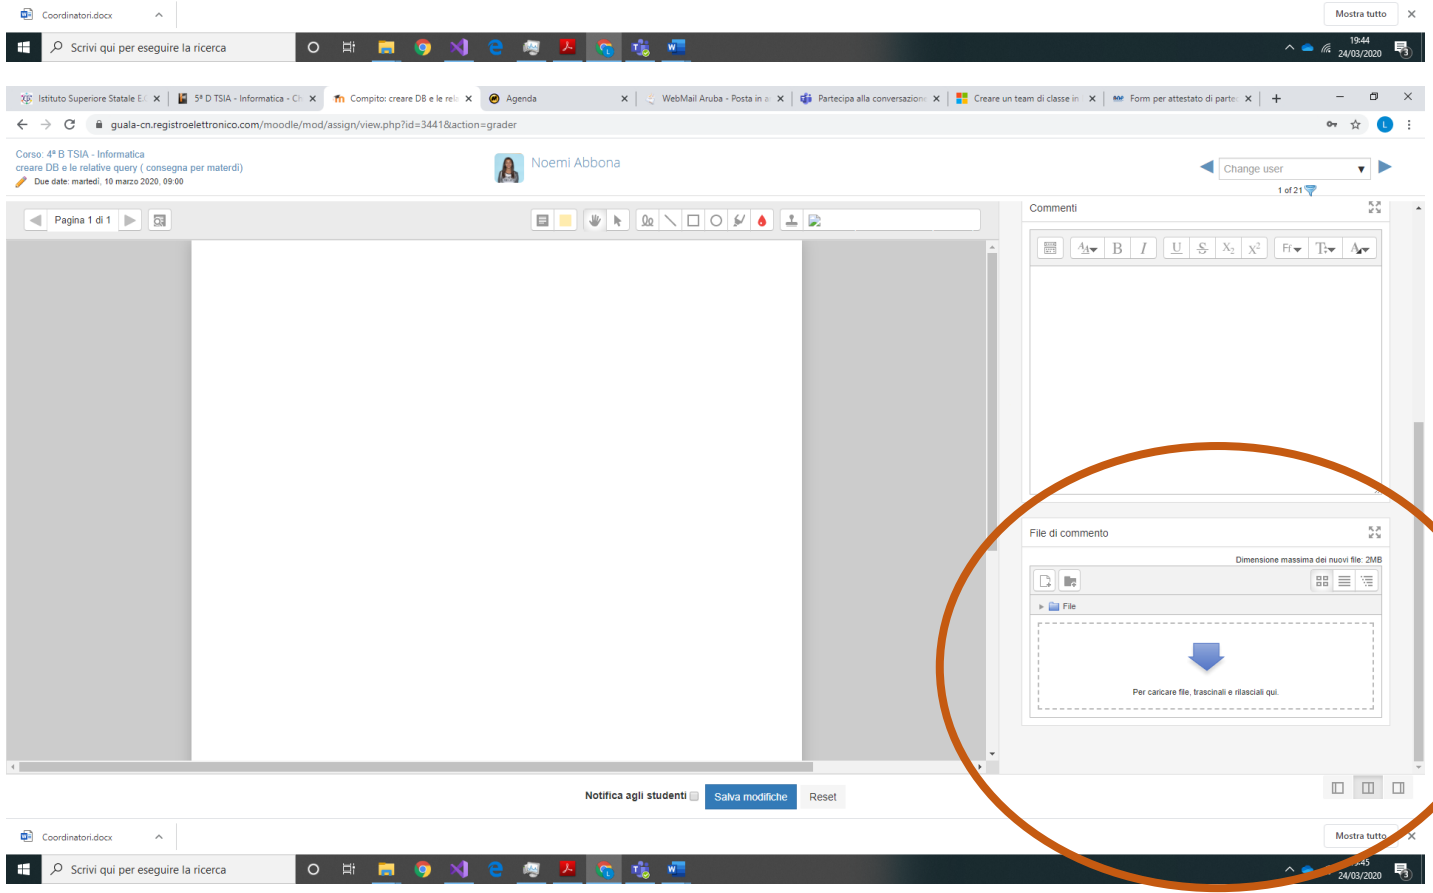 Coordinatori.docx
Mostra tutto
Scrivi qui per eseguire la ricerca
19:44
24/03/2020
Istituto Superiore Statale E.
5ª D TSIA - Informatica - C
Compito: creare DB e le rel
Agenda
WebMail Aruba - Posta in a
Partecipa alla conversazione
Creare un team di classe in
Form per attestato di parte
guala-cn.registroelettronico.com/moodle/mod/assign/view.php?id=3441&action=grader
L
Corso: 4ª B TSIA - Informatica
creare DB e le relative query ( consegna per materdì)
Due date: martedì, 10 marzo 2020, 09:00
Noemi Abbona
Change user
1 of 21
Pagina 1 di 1
Commenti
B I U S X2 X2 Ff T
File di commento
Dimensione massima dei nuovi file: 2MB
File
Per caricare file, trascinali e rilasciali qui.
Notifica agli studenti
Salva modifiche
Reset
Coordinatori.docx
Mostra tutto
Scrivi qui per eseguire la ricerca
24/03/2020